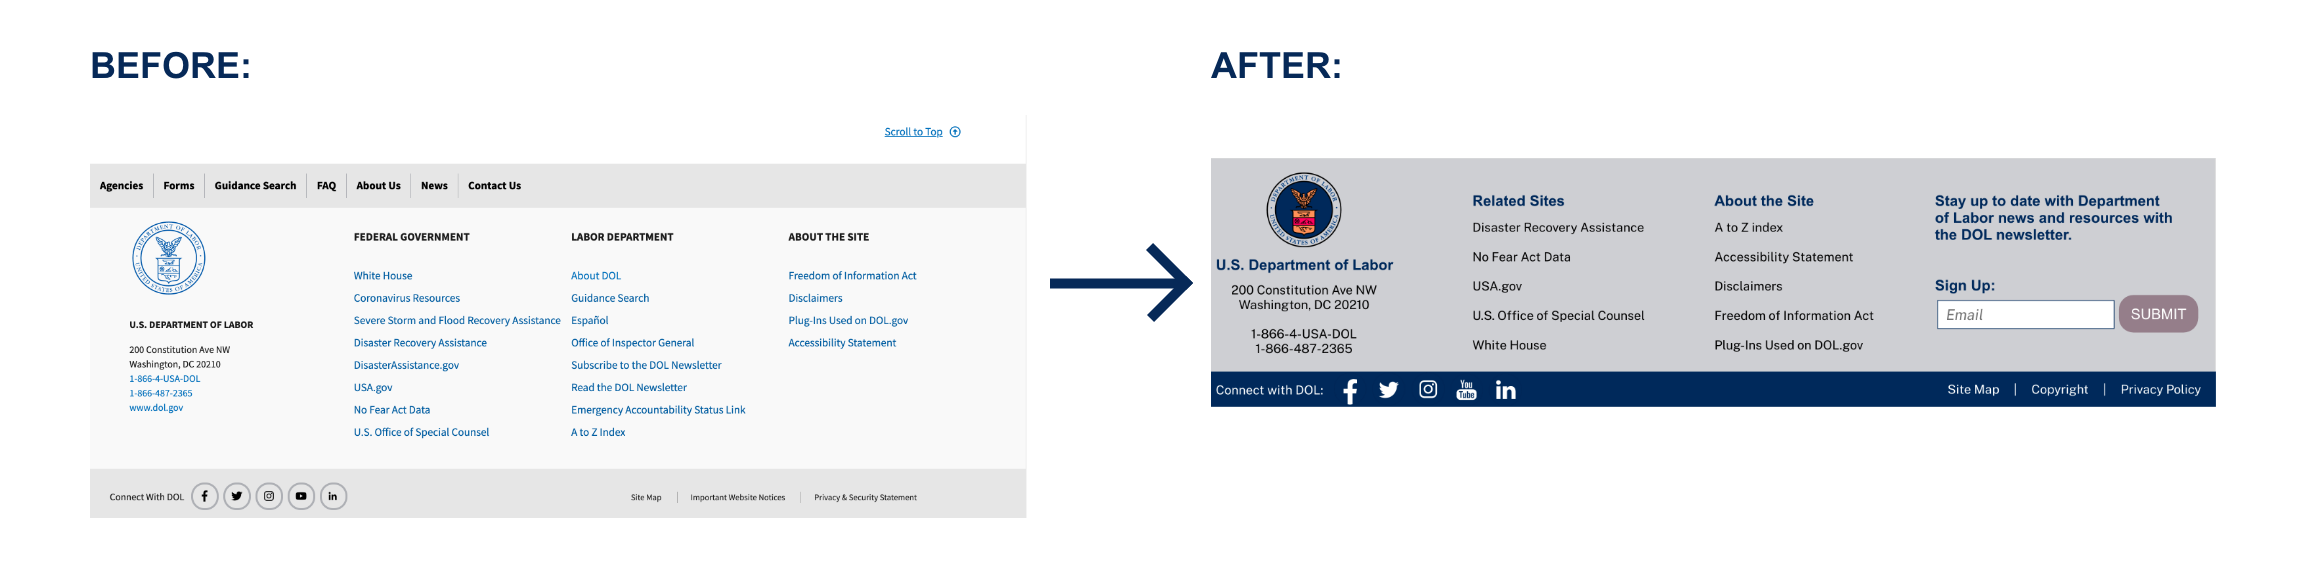 BEFORE:
Scroll to Top
Agencies
Forms
Guidance Search
FAQ
About Us
News
Contact Us
DEPARTMENT OF LABOR
UNITED STATES OF AMERICA
U.S. DEPARTMENT OF LABOR
200 Constitution Ave NW
Washington, DC 20210
1-866-4-USA-DOL
1-866-487-2365
www.dol.gov
FEDERAL GOVERNMENT
White House
Coronavirus Resources
Severe Storm and Flood Recovery Assistance
Disaster Recovery Assistance
DisasterAssistance.gov
USA.gov
No Fear Act Data
U.S. Office of Special Counsel
LABOR DEPARTMENT
About DOL
Guidance Search
Español
Office of Inspector General
Subscribe to the DOL Newsletter
Read the DOL Newsletter
Emergency Accountability Status Link
A to Z Index
ABOUT THE SITE
Freedom of Information Act
Disclaimers
Plug-Ins Used on DOL.gov
Accessibility Statement
Connect With DOL
in
Site Map
Important Website Notices
Privacy & Security Statement
AFTER:
DEPARTMENT OF LABOR
UNITED STATES OF AMERICA
U.S. Department of Labor
200 Constitution Ave NW
Washington, DC 20210
1-866-4-USA-DOL
1-866-487-2365
Related Sites
Disaster Recovery Assistance
No Fear Act Data
USA.gov
U.S. Office of Special Counsel
White House
About the Site
A to Z index
Accessibility Statement
Disclaimers
Freedom of Information Act
Plug-Ins Used on DOL.gov
Stay up to date with Department
of Labor news and resources with
the DOL newsletter.
Sign Up:
Email
SUBMIT
Connect with DOL:
You
Tube
in
Site Map
Copyright
Privacy Policy